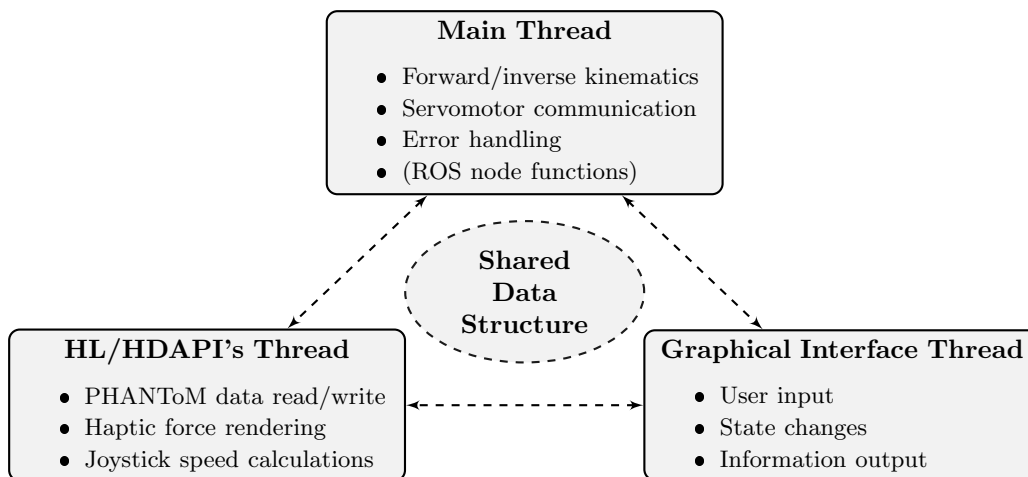 Main Thread
• Forward/inverse kinematics
• Servomotor communication
• Error handling
• (ROS node functions)
Shared
Data
Structure
HL/HDAPI's Thread
• PHANToM data read/write
• Haptic force rendering
• Joystick speed calculations
Graphical Interface Thread
• User input
• State changes
• Information output